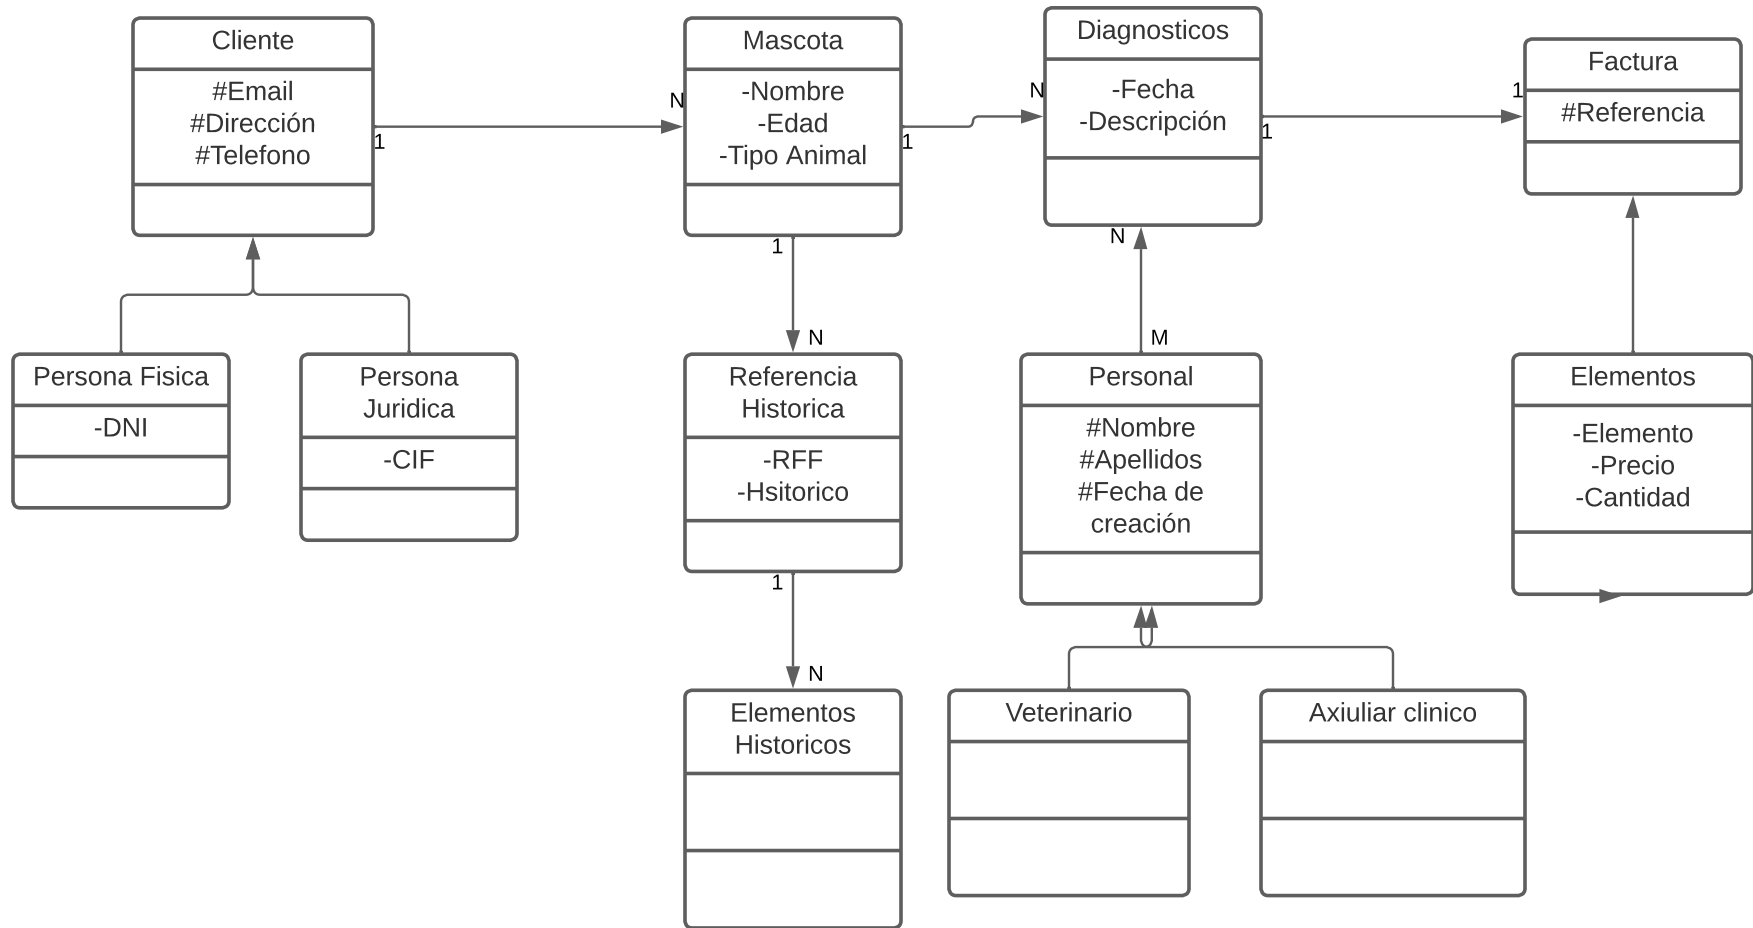 Cliente
#Email
#Dirección
#Telefono
1
N
Mascota
-Nombre
-Edad
-Tipo Animal
1
1
N
Diagnosticos
-Fecha
-Descripción
1
N
1
Factura
#Referencia
Persona Fisica
-DNI
Persona
Juridica
-CIF
N
Referencia
Historica
-RFF
-Hsitorico
1
M
Personal
#Nombre
#Apellidos
#Fecha de
creación
Elementos
-Elemento
-Precio
-Cantidad
N
Elementos
Historicos
Veterinario
Axiuliar clinico